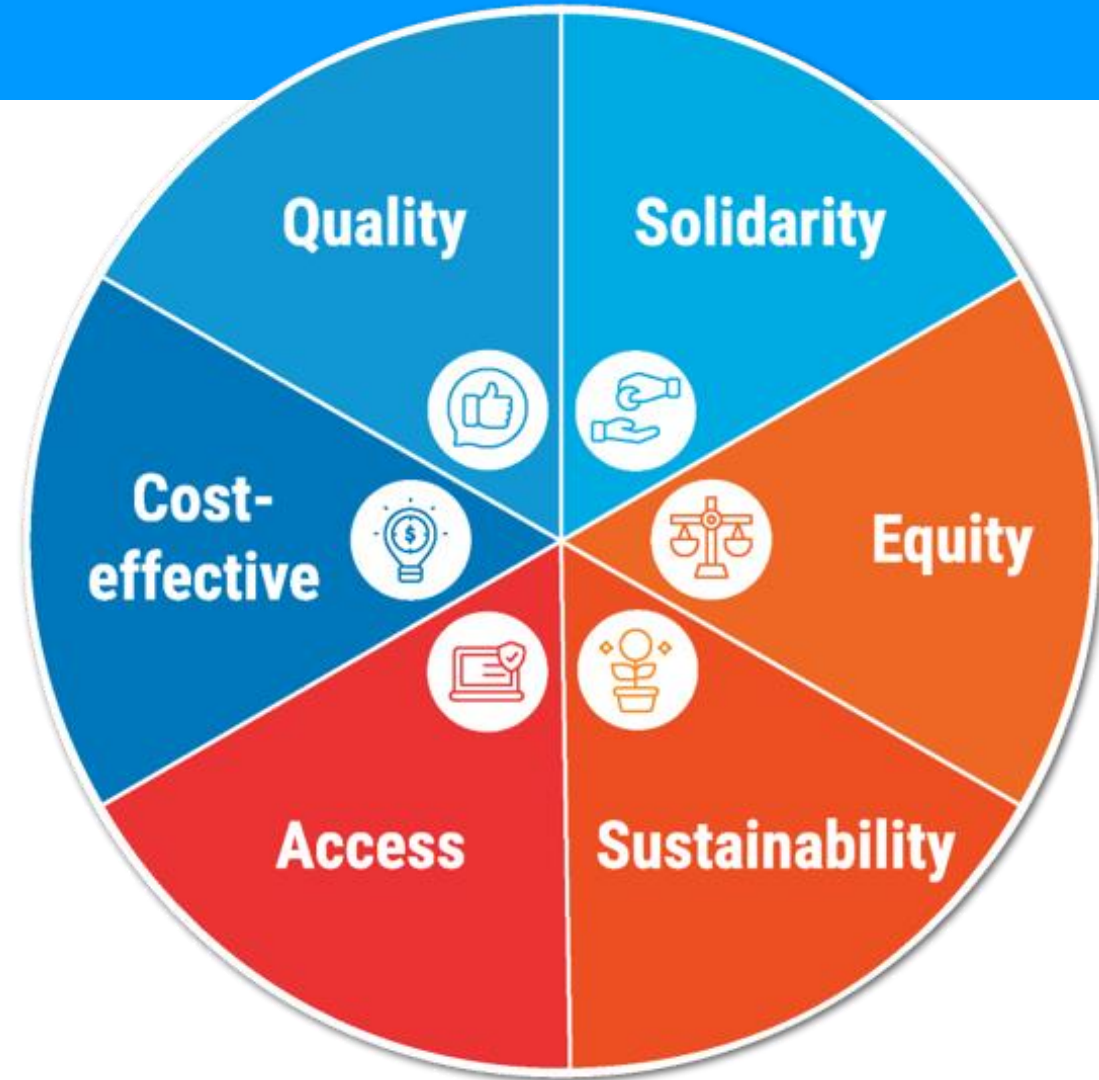 Quality
Solidarity
Cost-
effective
$
Equity
Access
Sustainability